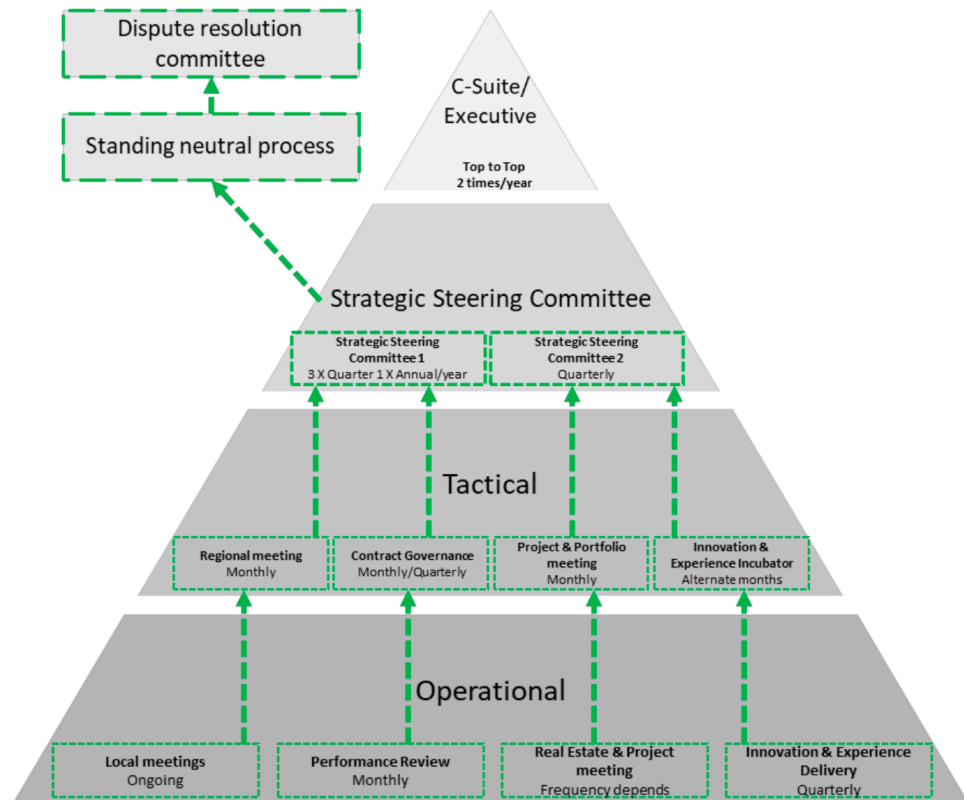 Dispute resolution
committee
Standing neutral process
C-Suite/
Executive
Top to Top
2 times/year
Strategic Steering Committee
Strategic Steering
Committee 1
3 X Quarter 1 X Annual/year
Strategic Steering
Committee 2
Quarterly
Tactical
Regional meeting
Monthly
Contract Governance
Monthly/Quarterly
Project & Portfolio
meeting
Monthly
Innovation &
Experience Incubator
Alternate months
Operational
Local meetings
Ongoing
Performance Review
Monthly
Real Estate & Project
meeting
Frequency depends
Innovation & Experience
Delivery
Quarterly